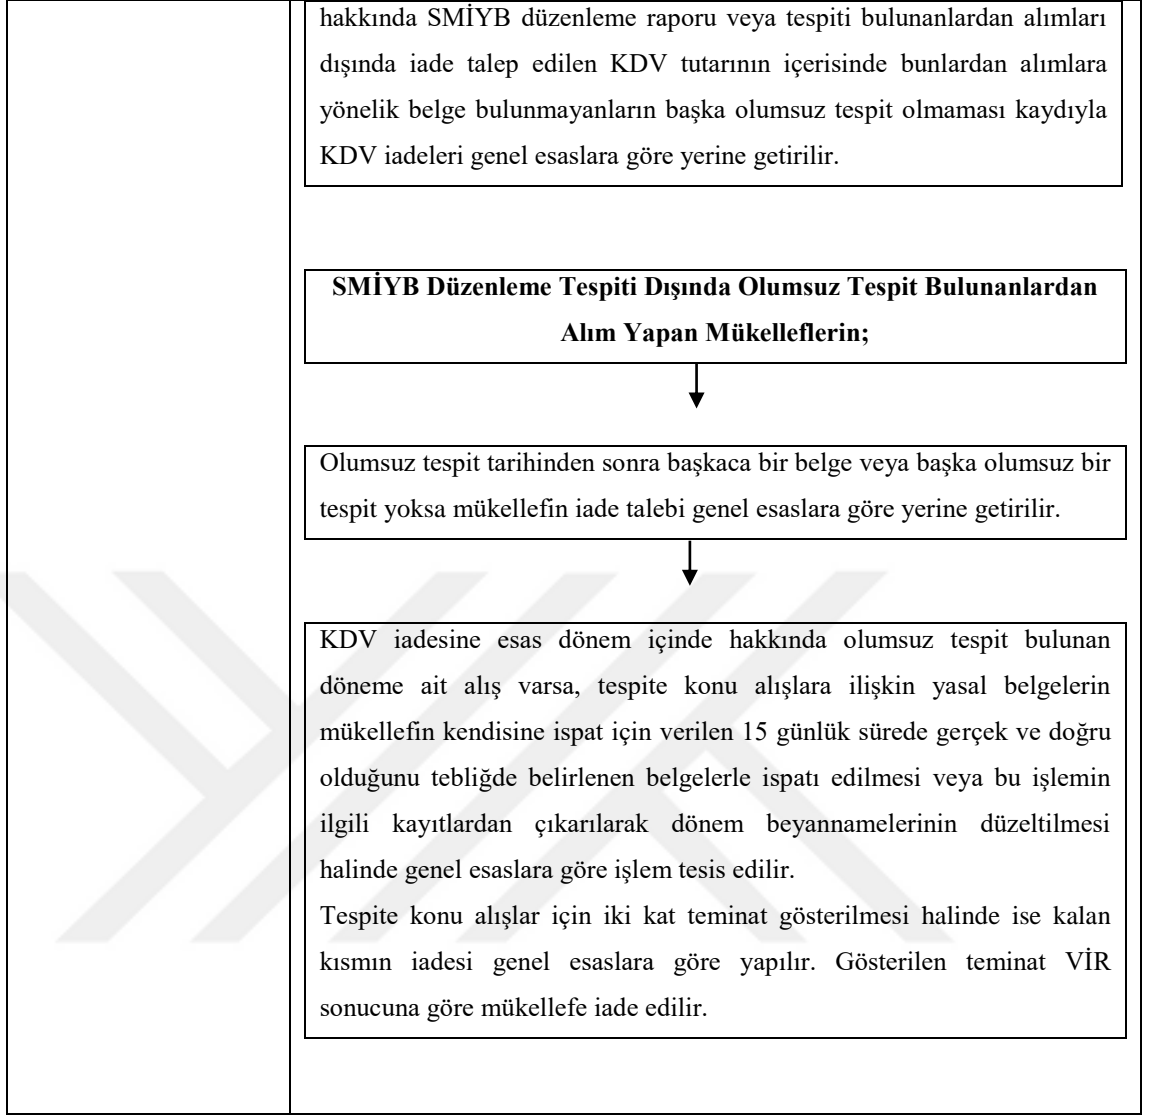 hakkında SMİYB düzenleme raporu veya tespiti bulunanlardan alımları
dışında iade talep edilen KDV tutarının içerisinde bunlardan alımlara
yönelik belge bulunmayanların başka olumsuz tespit olmaması kaydıyla
KDV iadeleri genel esaslara göre yerine getirilir.
SMİYB Düzenleme Tespiti Dışında Olumsuz Tespit Bulunanlardan
Alım Yapan Mükelleflerin;
Olumsuz tespit tarihinden sonra başkaca bir belge veya başka olumsuz bir
tespit yoksa mükellefin iade talebi genel esaslara göre yerine getirilir.
KDV iadesine esas dönem içinde hakkında olumsuz tespit bulunan
döneme ait alış varsa, tespite konu alışlara ilişkin yasal belgelerin
mükellefin kendisine ispat için verilen 15 günlük sürede gerçek ve doğru
olduğunu tebliğde belirlenen belgelerle ispatı edilmesi veya bu işlemin
ilgili kayıtlardan çıkarılarak dönem beyannamelerinin düzeltilmesi
halinde genel esaslara göre işlem tesis edilir.
Tespite konu alışlar için iki kat teminat gösterilmesi halinde ise kalan
kısmın iadesi genel esaslara göre yapılır. Gösterilen teminat VİR
sonucuna göre mükellefe iade edilir.